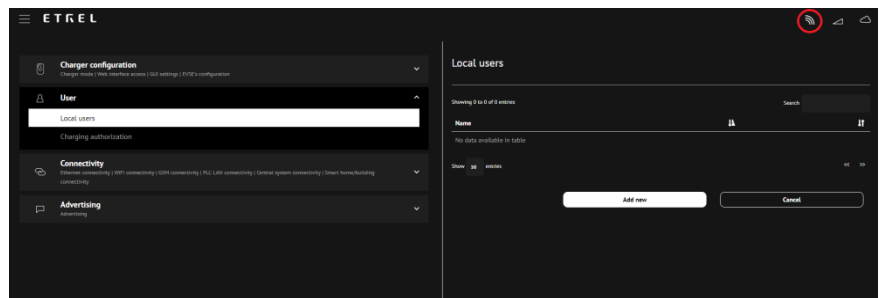 ETREL
Charger configuration
Charger mode | Web interface access | GUI settings | EVSE's configuration
User
Local users
Charging authorization
Connectivity
Ethernet connectivity | WIFI connectivity | GSM connectivity | PLC LAN connectivity | Central system connectivity | Smart home/building
connectivity
Advertising
Advertising
Local users
Showing 0 to 0 of 0 entries
Search
Name
No data available in table
Show 50 entries
Add new
Cancel